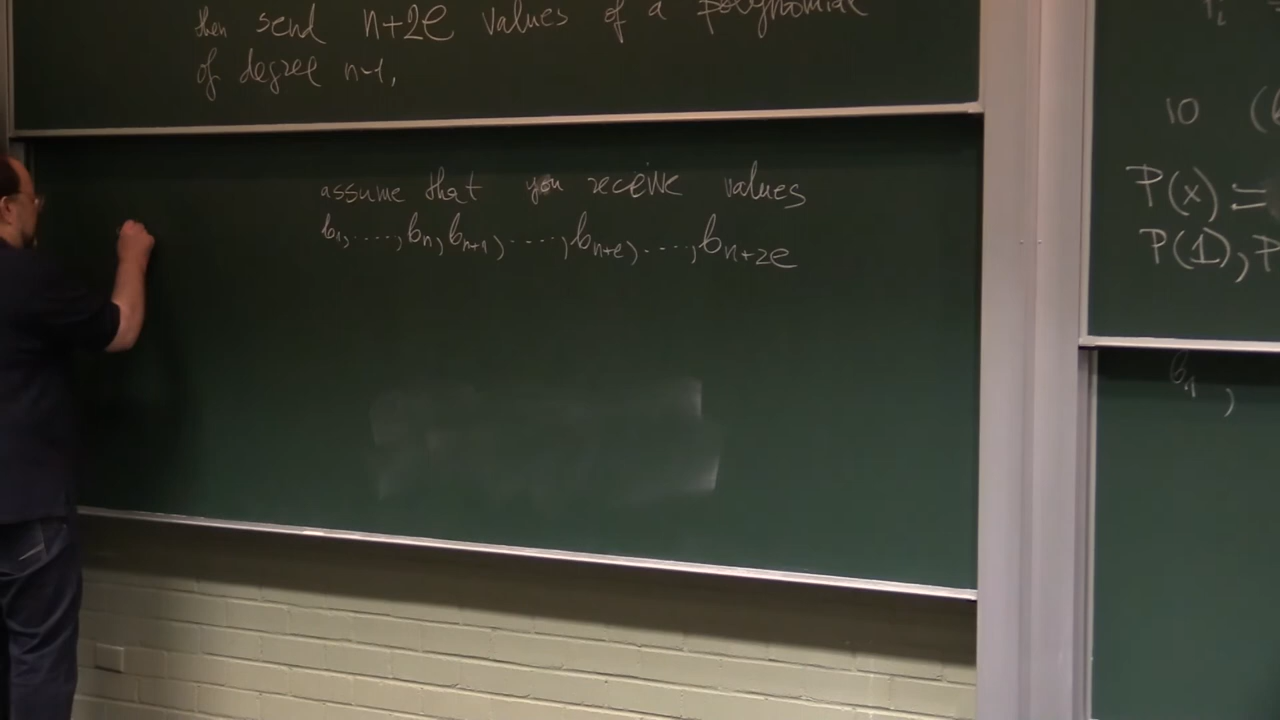 then send n+2e values of a polynomial
of degree n-1,
assume that you receive values
b₁, ...., bₙ, bₙ₊₁, ...., bₙ₊ₑ, ...., bₙ₊₂ₑ
10
P(x) =
P(1), P
b₁ ,